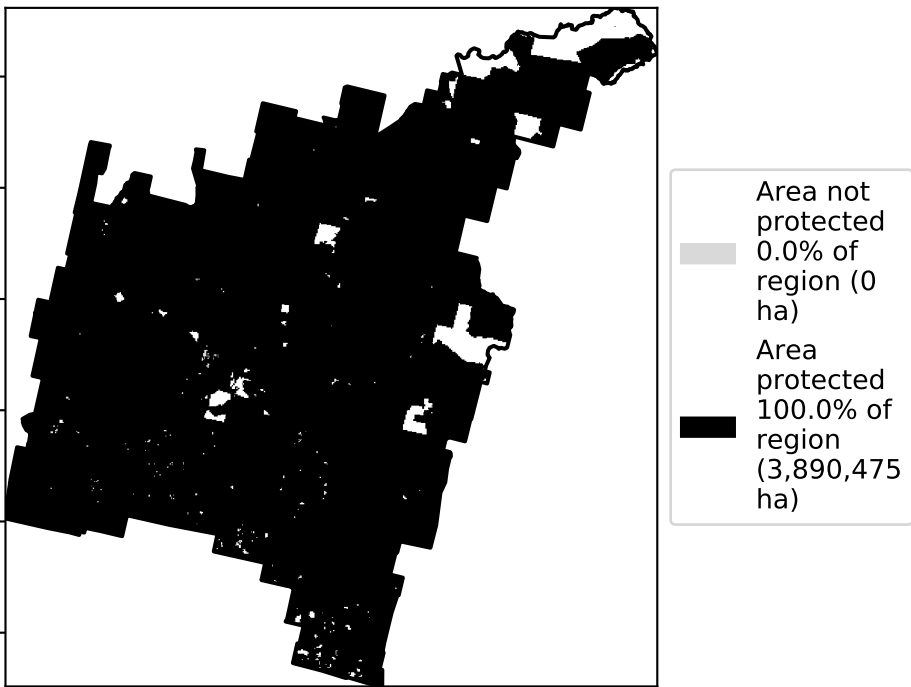 Area not
protected
0.0% of
region (0
ha)
Area
protected
100.0% of
region
(3,890,475
ha)